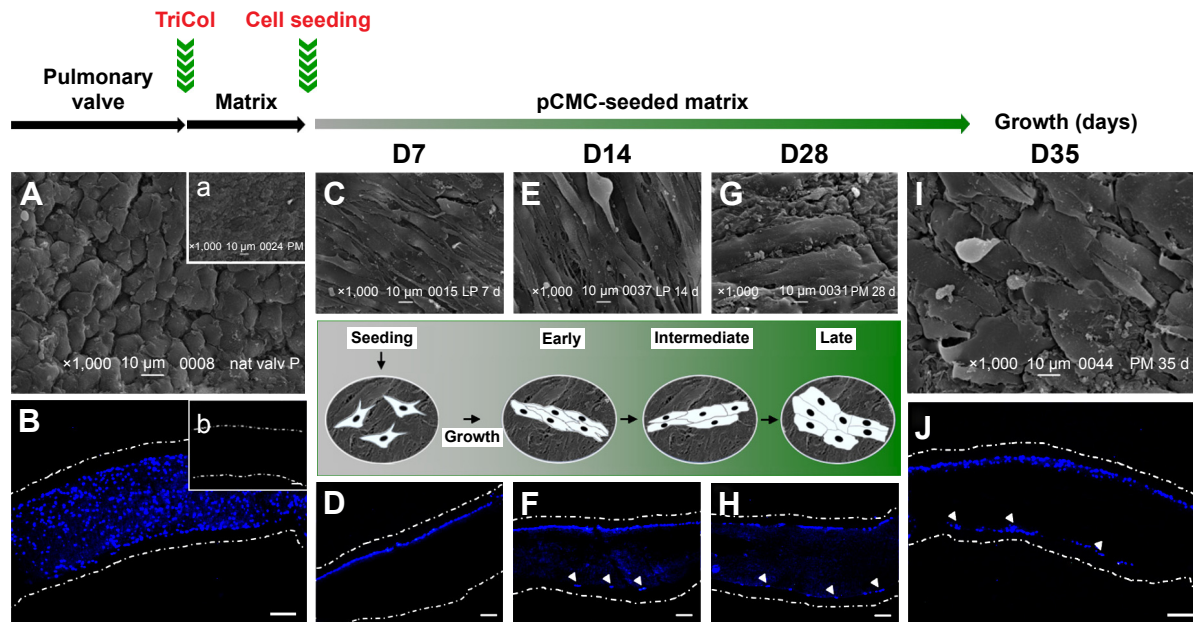 TriCol
Cell seeding
Pulmonary
valve
Matrix
pCMC-seeded matrix
Growth (days)
D7
D14
D28
D35
A
a
×1,000 10 µm 0024 PM
×1,000 10 µm 0008 nat valv P
C
×1,000 10 µm 0015 LP 7 d
E
×1,000 10 µm 0037 LP 14 d
G
×1,000 10 µm 0031 PM 28 d
I
×1,000 10 µm 0044 PM 35 d
Seeding
Early
Intermediate
Late
Growth
B
b
D
F
H
J